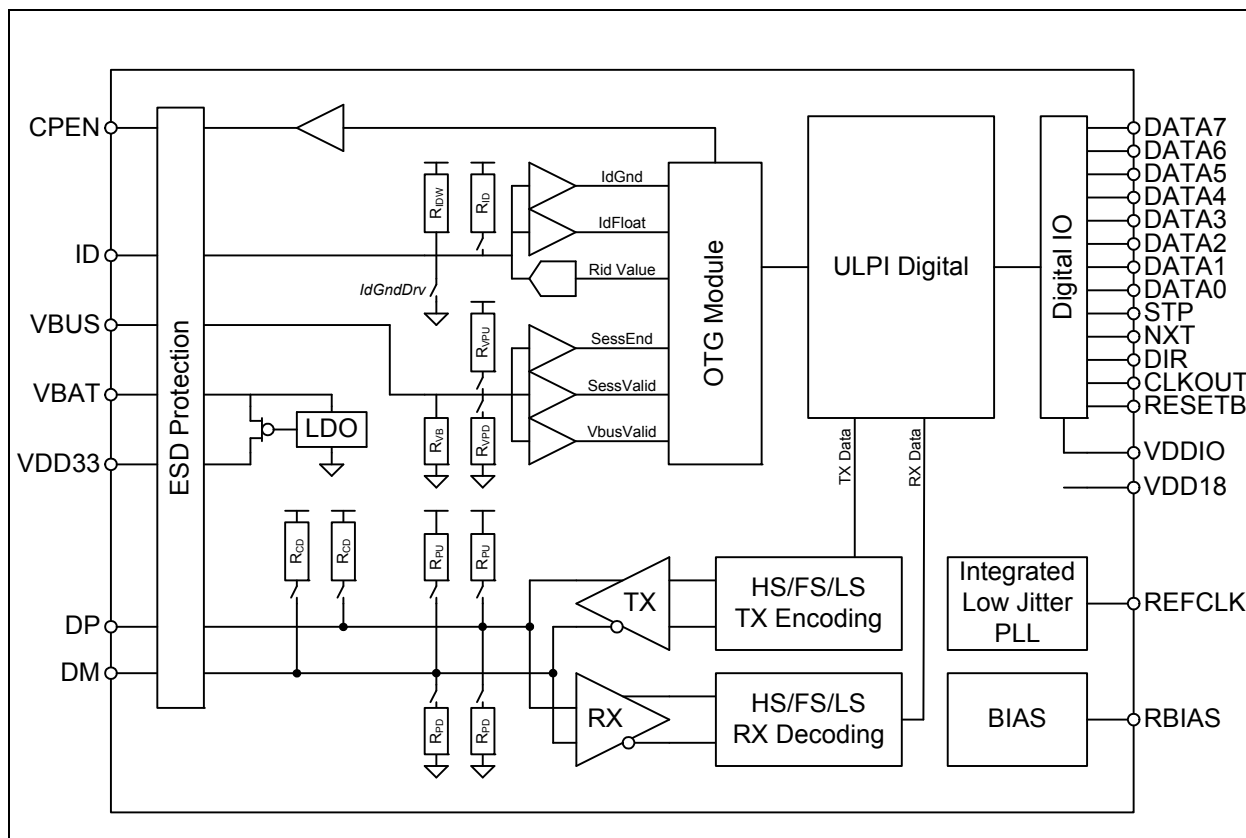 CPEN
ID
VBUS
VBAT
VDD33
DP
DM
ESD Protection
LDO
RIDW
RID
IdGndDrv
IdGnd
IdFloat
Rid Value
RVPU
RVB
RVPD
SessEnd
SessValid
VbusValid
OTG Module
ULPI Digital
TX Data
RX Data
Digital IO
DATA7
DATA6
DATA5
DATA4
DATA3
DATA2
DATA1
DATA0
STP
NXT
DIR
CLKOUT
RESETB
VDDIO
VDD18
REFCLK
RBIAS
RCD
RCD
RPU
RPU
RPD
RPD
TX
RX
HS/FS/LS
TX Encoding
HS/FS/LS
RX Decoding
Integrated
Low Jitter
PLL
BIAS